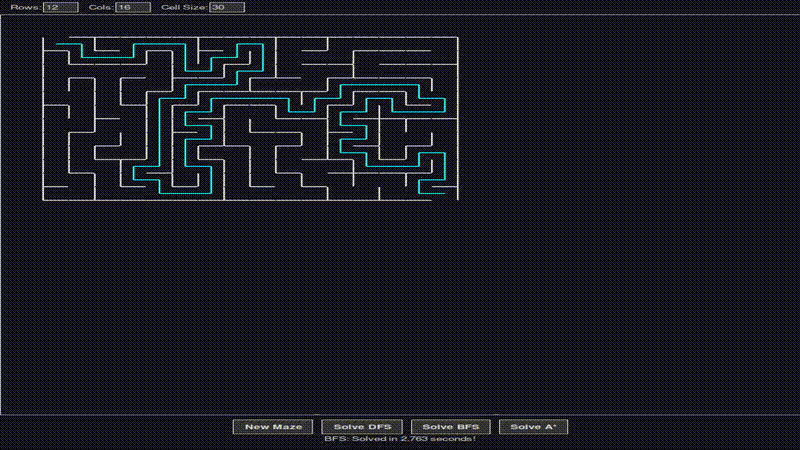 Rows: 12 Cols: 16 Cell Size: 30
New Maze Solve DFS Solve BFS Solve A*
BFS: Solved in 2,763 seconds!